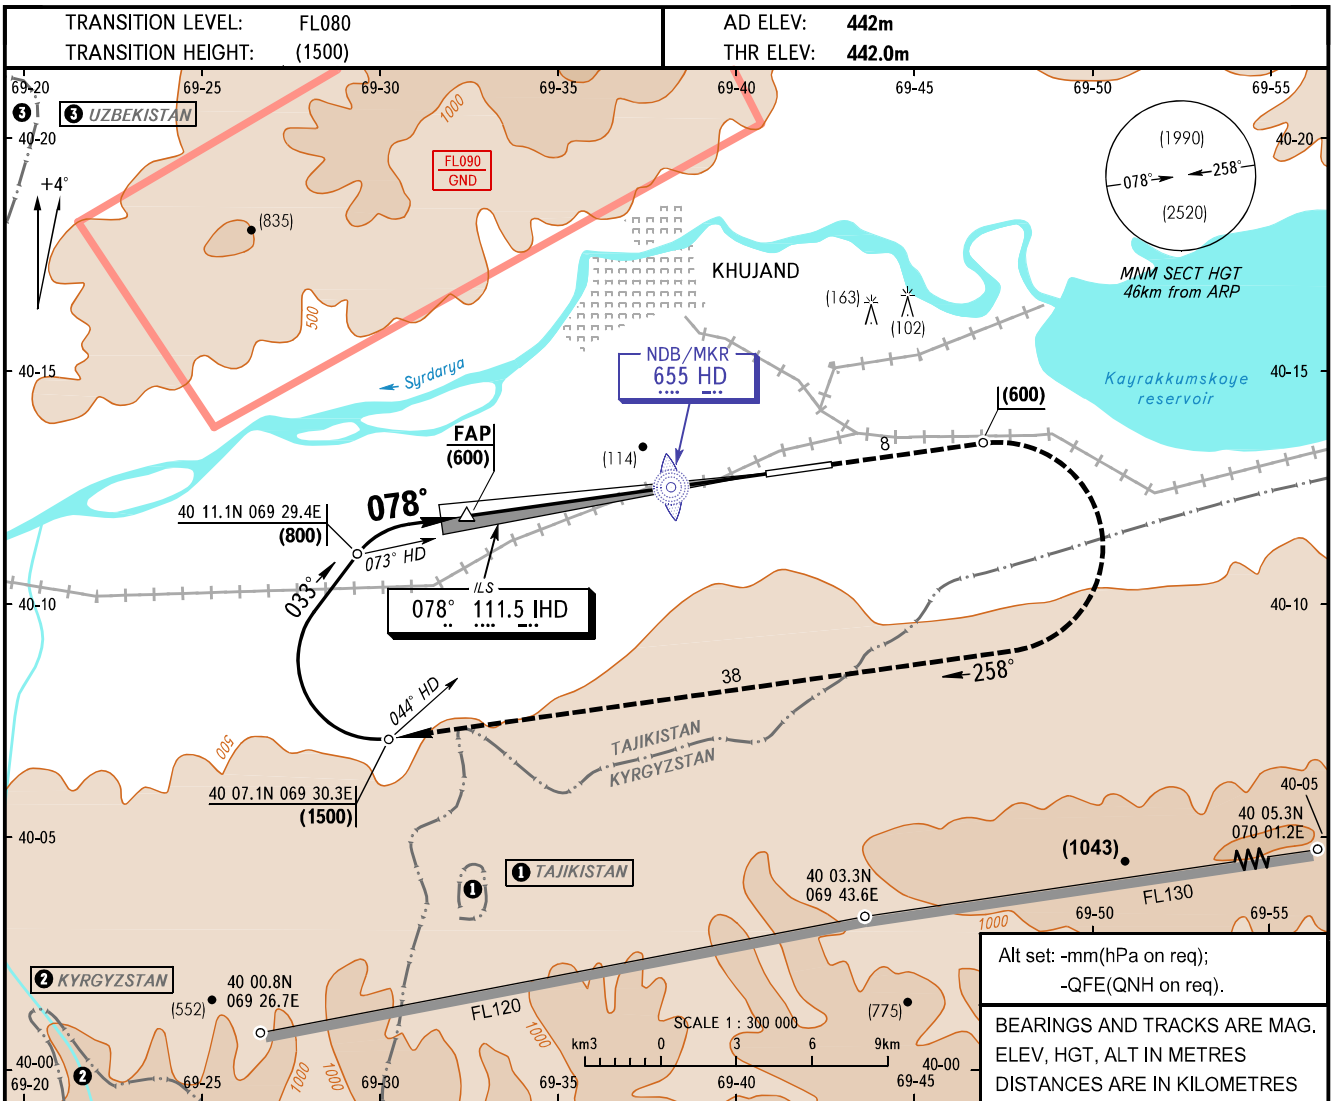 TRANSITION LEVEL: FL080
TRANSITION HEIGHT: (1500)
AD ELEV: 442m
THR ELEV: 442.0m
69-20 69-25 69-30 69-35 69-40 69-45 69-50 69-55
3 3 UZBEKISTAN
1000
40-20 40-20
(1990)
FL090
GND
078° 258°
+4°
(835)
(2520)
KHUJAND
MNM SECT HGT
46km from ARP
(163)
(102)
500
NDB/MKR
655 HD
40-15 40-15
Syrdarya
Kayrakkumskoye
reservoir
(600)
FAP
(600)
(114)
8
078°
40 11.1N 069 29.4E
(800)
073° HD
033°
ILS
078° 111.5 IHD
40-10 40-10
38
258°
044° HD
TAJIKISTAN
KYRGYZSTAN
500
40 07.1N 069 30.3E
(1500)
40-05 40-05
40 05.3N
070 01.2E
(1043)
1 1 TAJIKISTAN
40 03.3N
069 43.6E
FL130
69-50 69-55
1000
2 KYRGYZSTAN
40 00.8N
069 26.7E
(552)
FL120
(775)
Alt set: -mm(hPa on req);
-QFE(QNH on req).
SCALE 1 : 300 000
km3 0 3 6 9km
1000
1000
1000
BEARINGS AND TRACKS ARE MAG.
ELEV, HGT, ALT IN METRES
DISTANCES ARE IN KILOMETRES
40-00 40-00
2
69-20 69-25 69-30 69-35 69-40 69-45